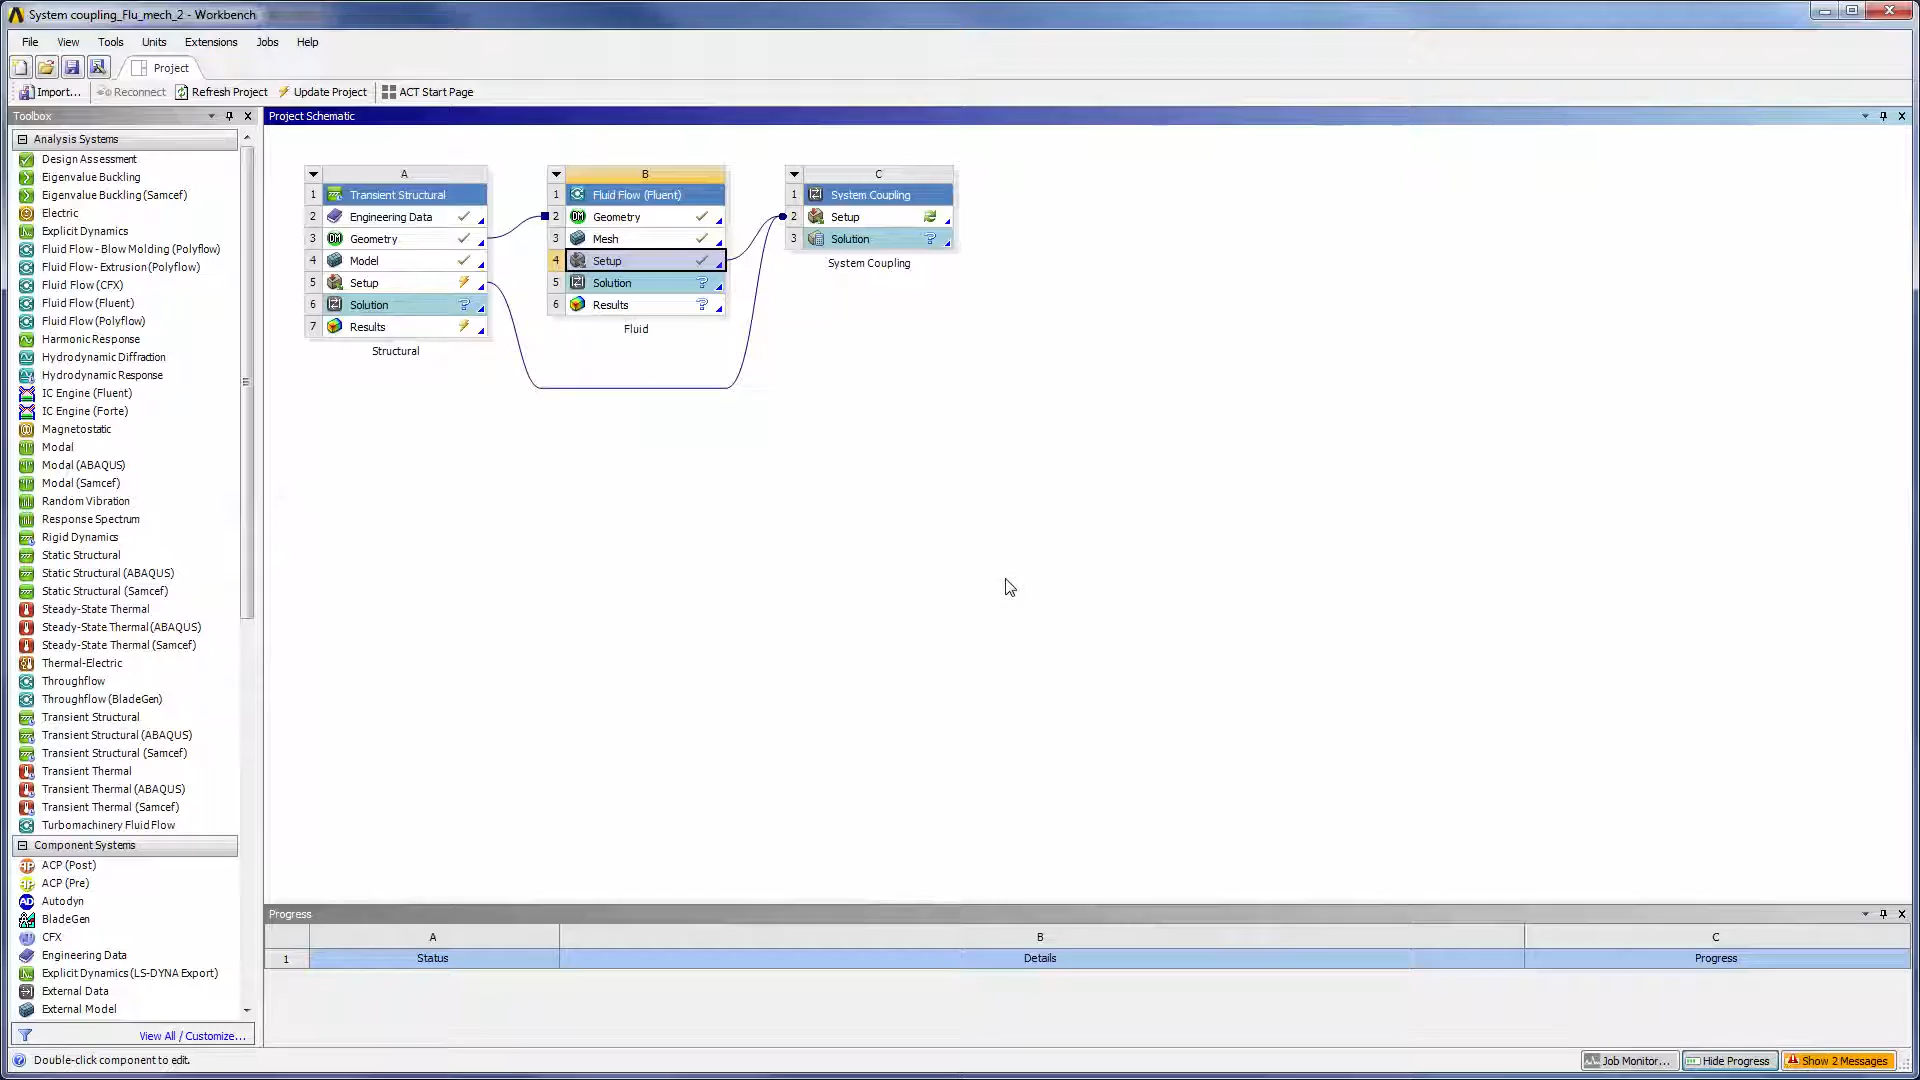 System coupling_Flu_mech_2 - Workbench
File View Tools Units Extensions Jobs Help
Project
Import... Reconnect Refresh Project Update Project ACT Start Page
Toolbox
Analysis Systems
Design Assessment
Eigenvalue Buckling
Eigenvalue Buckling (Samcef)
Electric
Explicit Dynamics
Fluid Flow - Blow Molding (Polyflow)
Fluid Flow - Extrusion (Polyflow)
Fluid Flow (CFX)
Fluid Flow (Fluent)
Fluid Flow (Polyflow)
Harmonic Response
Hydrodynamic Diffraction
Hydrodynamic Response
IC Engine (Fluent)
IC Engine (Forte)
Magnetostatic
Modal
Modal (ABAQUS)
Modal (Samcef)
Random Vibration
Response Spectrum
Rigid Dynamics
Static Structural
Static Structural (ABAQUS)
Static Structural (Samcef)
Steady-State Thermal
Steady-State Thermal (ABAQUS)
Steady-State Thermal (Samcef)
Thermal-Electric
Throughflow
Throughflow (BladeGen)
Transient Structural
Transient Structural (ABAQUS)
Transient Structural (Samcef)
Transient Thermal
Transient Thermal (ABAQUS)
Transient Thermal (Samcef)
Turbomachinery Fluid Flow
Component Systems
ACP (Post)
ACP (Pre)
Autodyn
BladeGen
CFX
Engineering Data
Explicit Dynamics (LS-DYNA Export)
External Data
External Model
View All / Customize...
Project Schematic
A
1 Transient Structural
2 Engineering Data
3 Geometry
4 Model
5 Setup
6 Solution
7 Results
Structural
B
1 Fluid Flow (Fluent)
2 Geometry
3 Mesh
4 Setup
5 Solution
6 Results
Fluid
C
1 System Coupling
2 Setup
3 Solution
System Coupling
Progress
A B C
1 Status Details Progress
Double-click component to edit.
Job Monitor... Hide Progress Show 2 Messages